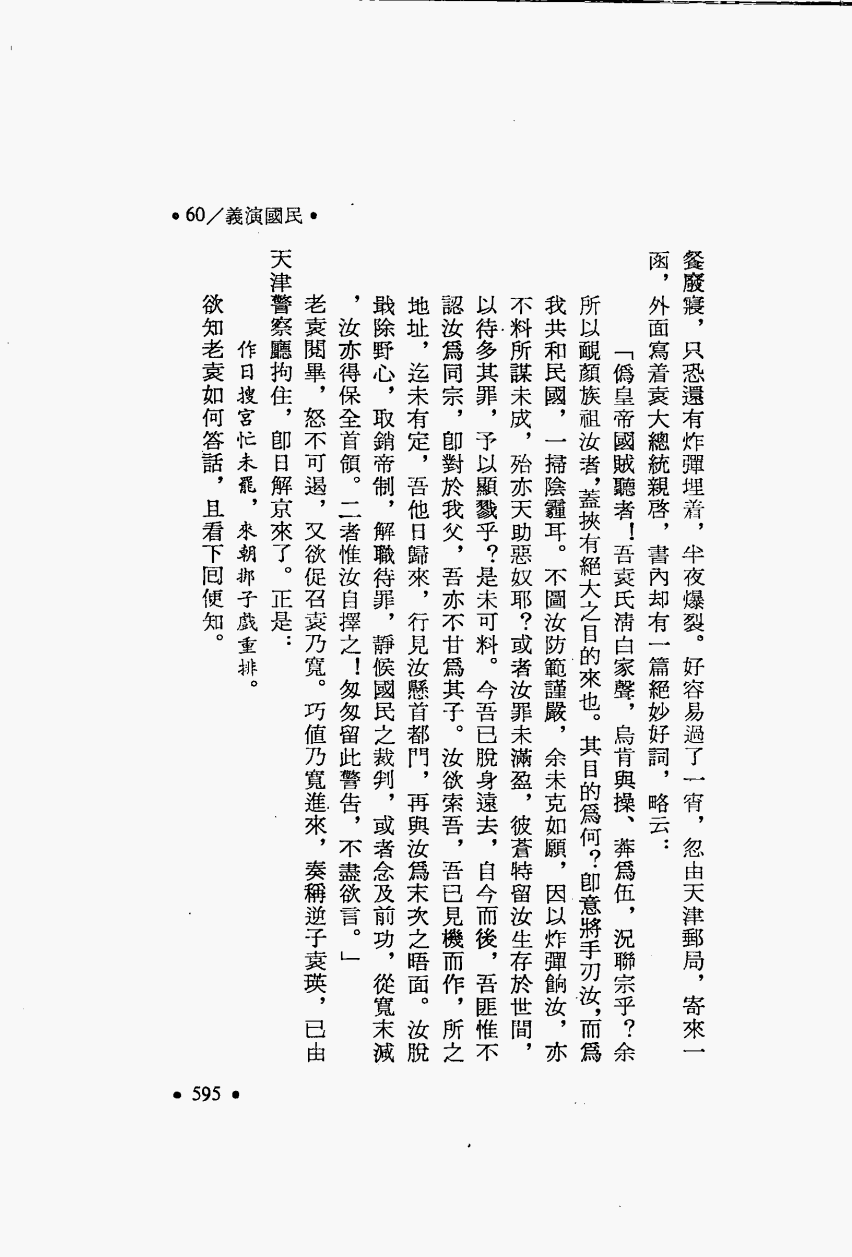 •60/義演國民•
餐廢寢，只恐還有炸彈埋着，半夜爆裂。好容易過了一宵，忽由天津郵局，寄來一
函，外面寫着袁大總統親啓，書內却有一篇絕妙好詞，略云：
「僞皇帝國賊聽者！吾袁氏清白家聲，烏肯與操、莽爲伍，況聯宗乎？余
所以靦顏族祖汝者，蓋挾有絕大之目的來也。其目的爲何？卽意將手刃汝，而爲
我共和民國，一掃陰霾耳。不圖汝防範謹嚴，余未克如願，因以炸彈餉汝，亦
不料所謀未成，殆亦天助惡奴耶？或者汝罪未滿盈，彼蒼特留汝生存於世間，
以待多其罪，予以顯戮乎？是未可料。今吾已脫身遠去，自今而後，吾匪惟不
認汝爲同宗，卽對於我父，吾亦不甘爲其子。汝欲索吾，吾已見機而作，所之
地址，迄未有定，吾他日歸來，行見汝懸首都門，再與汝爲末次之晤面。汝脫
戢除野心，取銷帝制，解職待罪，靜候國民之裁判，或者念及前功，從寬末減
，汝亦得保全首領。二者惟汝自擇之！匆匆留此警告，不盡欲言。」
老袁閱畢，怒不可遏，又欲促召袁乃寬。巧值乃寬進來，奏稱逆子袁瑛，已由
天津警察廳拘住，卽日解京來了。正是：
作日搜宮忙未罷，來朝梆子戲重排。
欲知老袁如何答話，且看下囘便知。
•595•